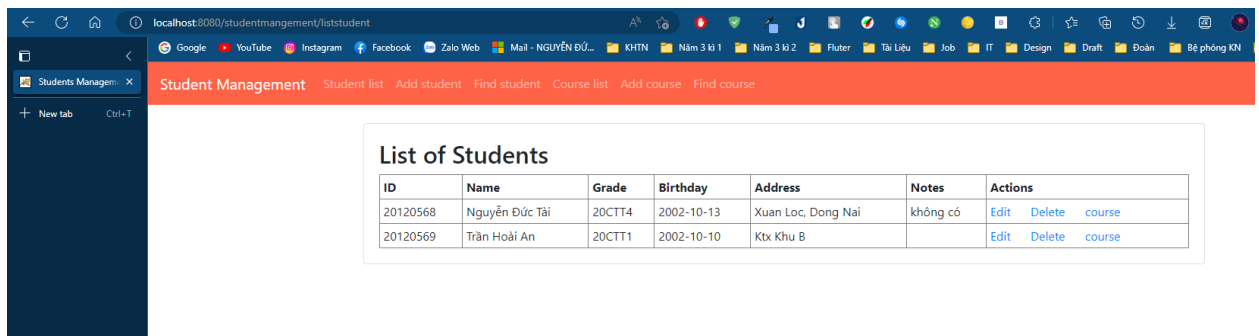 localhost:8080/studentmangement/liststudent
Google YouTube Instagram Facebook Zalo Web Mail - NGUYỄN ĐỨ... KHTN Năm 3 kì 1 Năm 3 kì 2 Fluter Tài Liệu Job IT Design Draft Đoàn Bệ phóng KN
Students Managem
New tab Ctrl+T
Student Management Student list Add student Find student Course list Add course Find course
List of Students
ID Name Grade Birthday Address Notes Actions
20120568 Nguyễn Đức Tài 20CTT4 2002-10-13 Xuan Loc, Dong Nai không có Edit Delete course
20120569 Trần Hoài An 20CTT1 2002-10-10 Ktx Khu B Edit Delete course